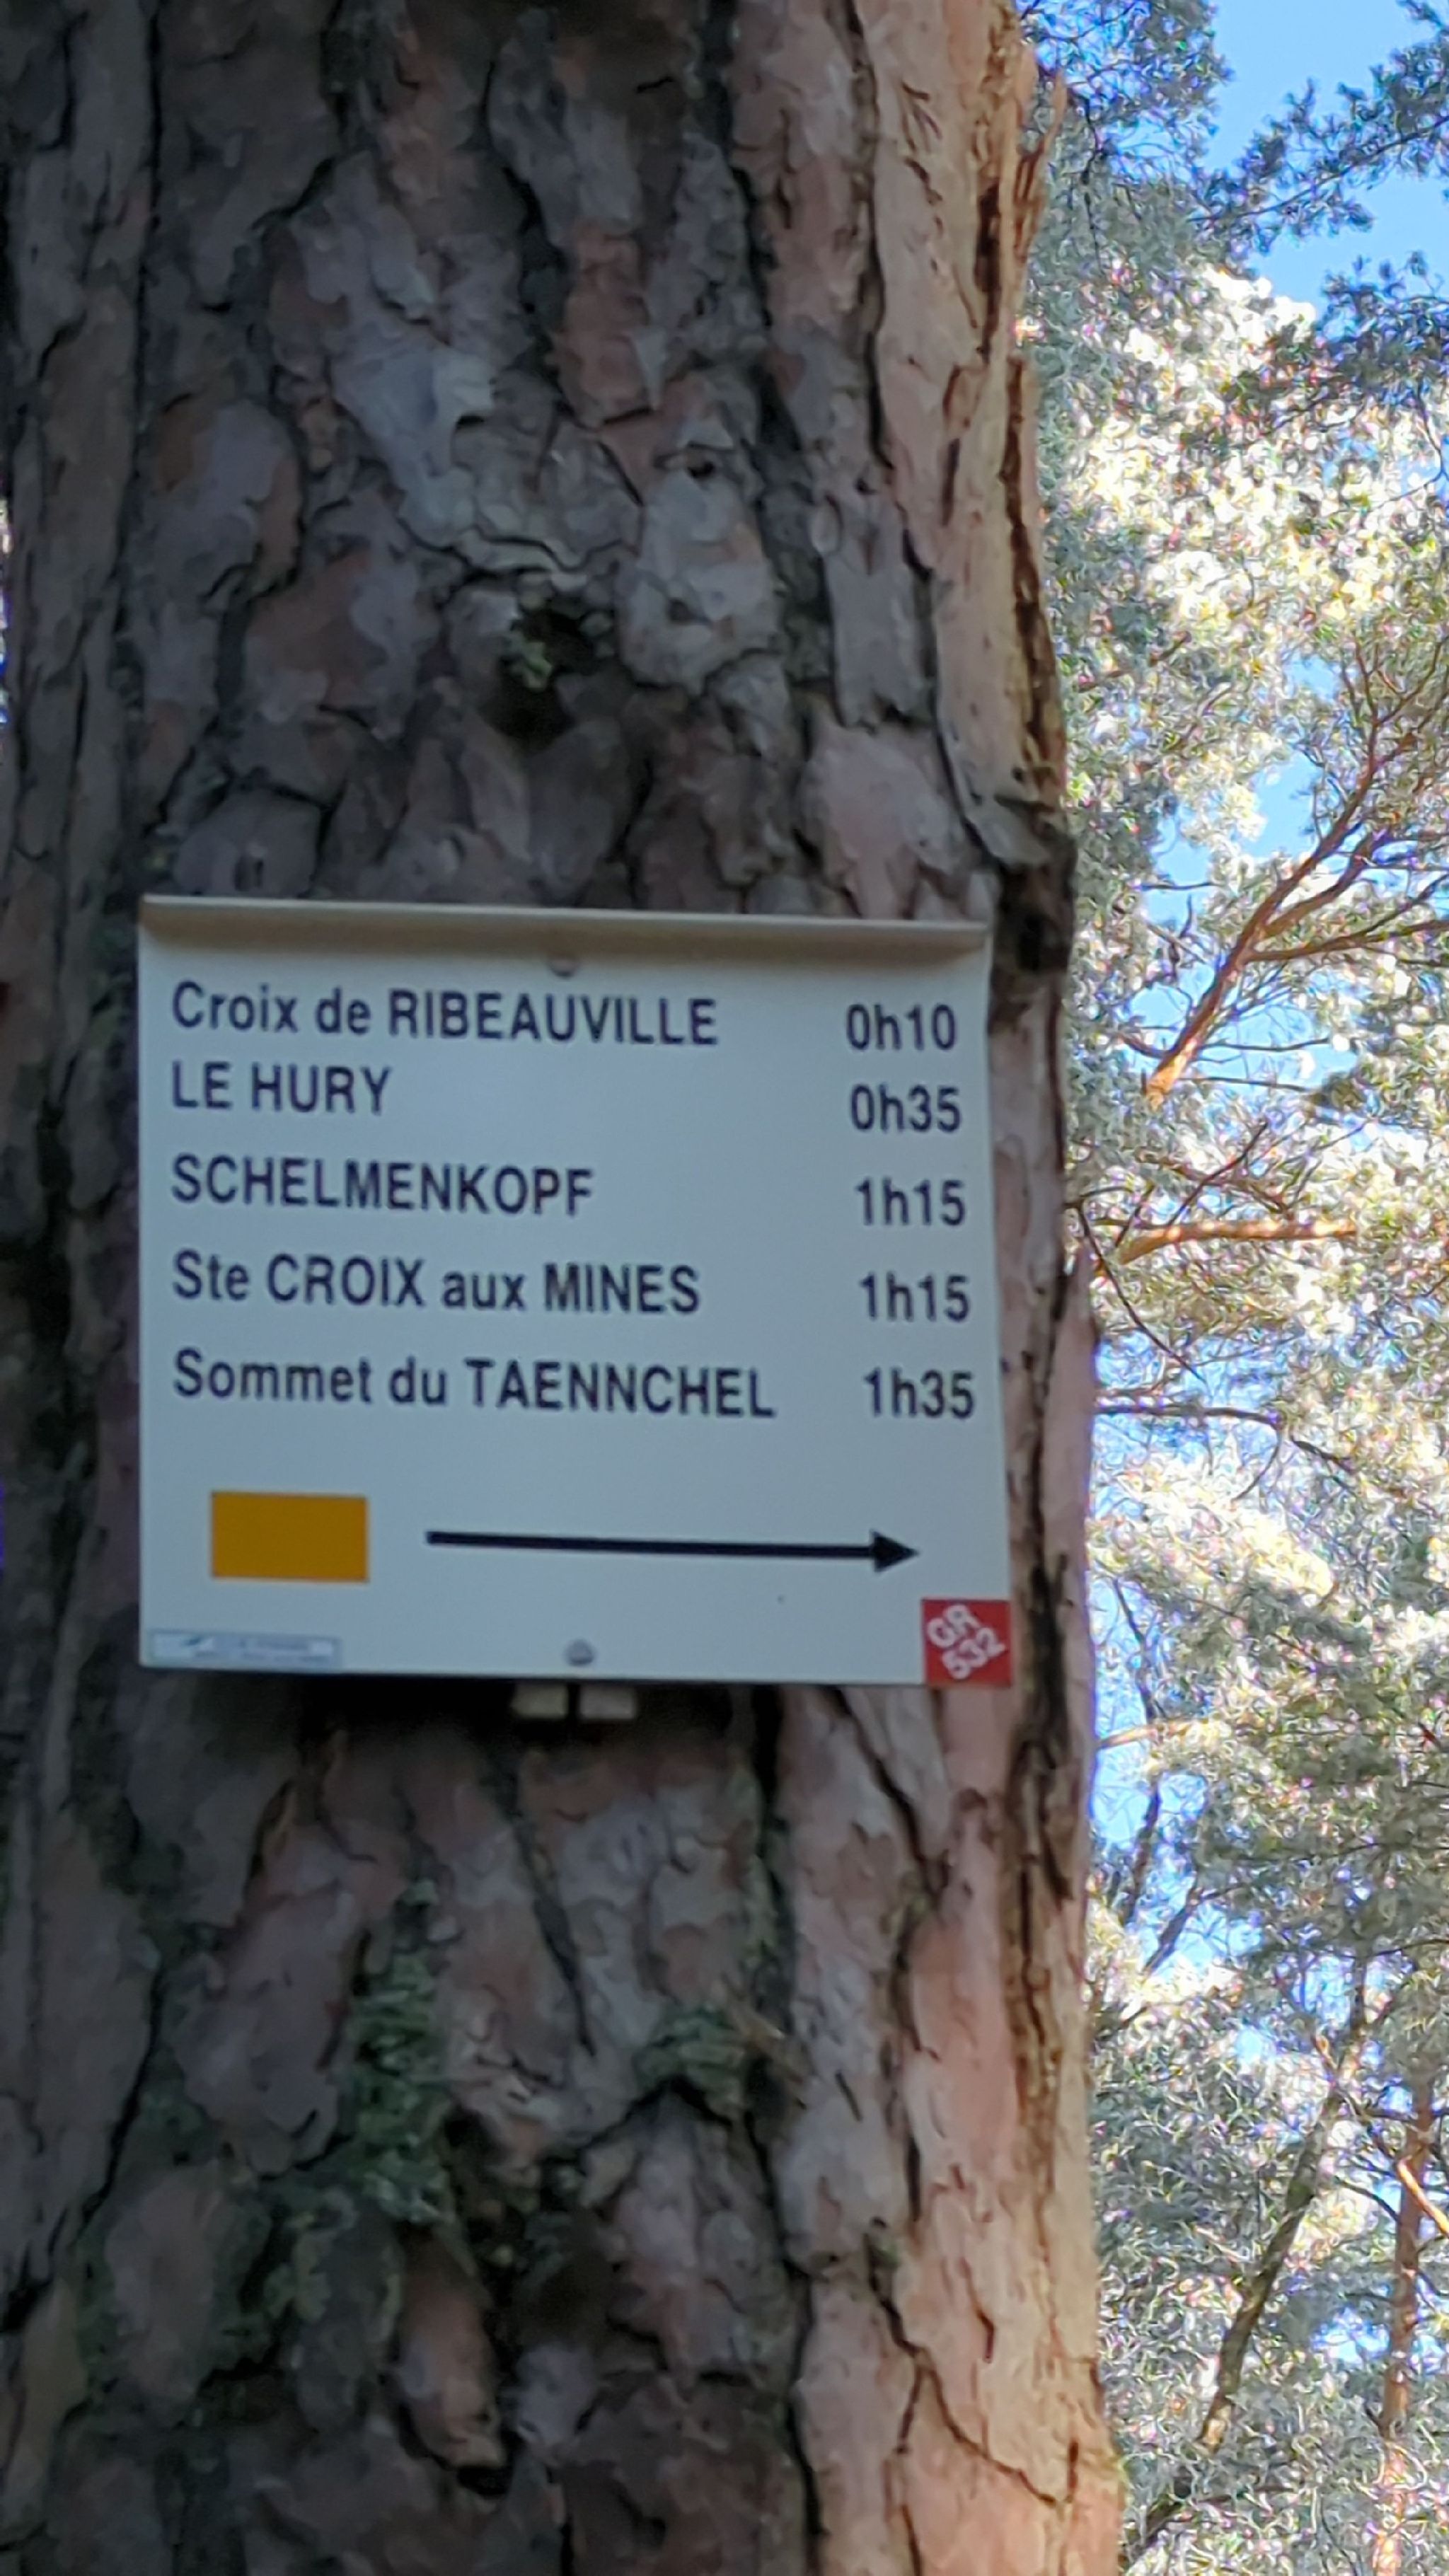 Croix de RIBEAUVILLE 0h10
LE HURY 0h35
SCHELMENKOPF 1h15
Ste CROIX aux MINES 1h15
Sommet du TAENNCHEL 1h35
GR
532